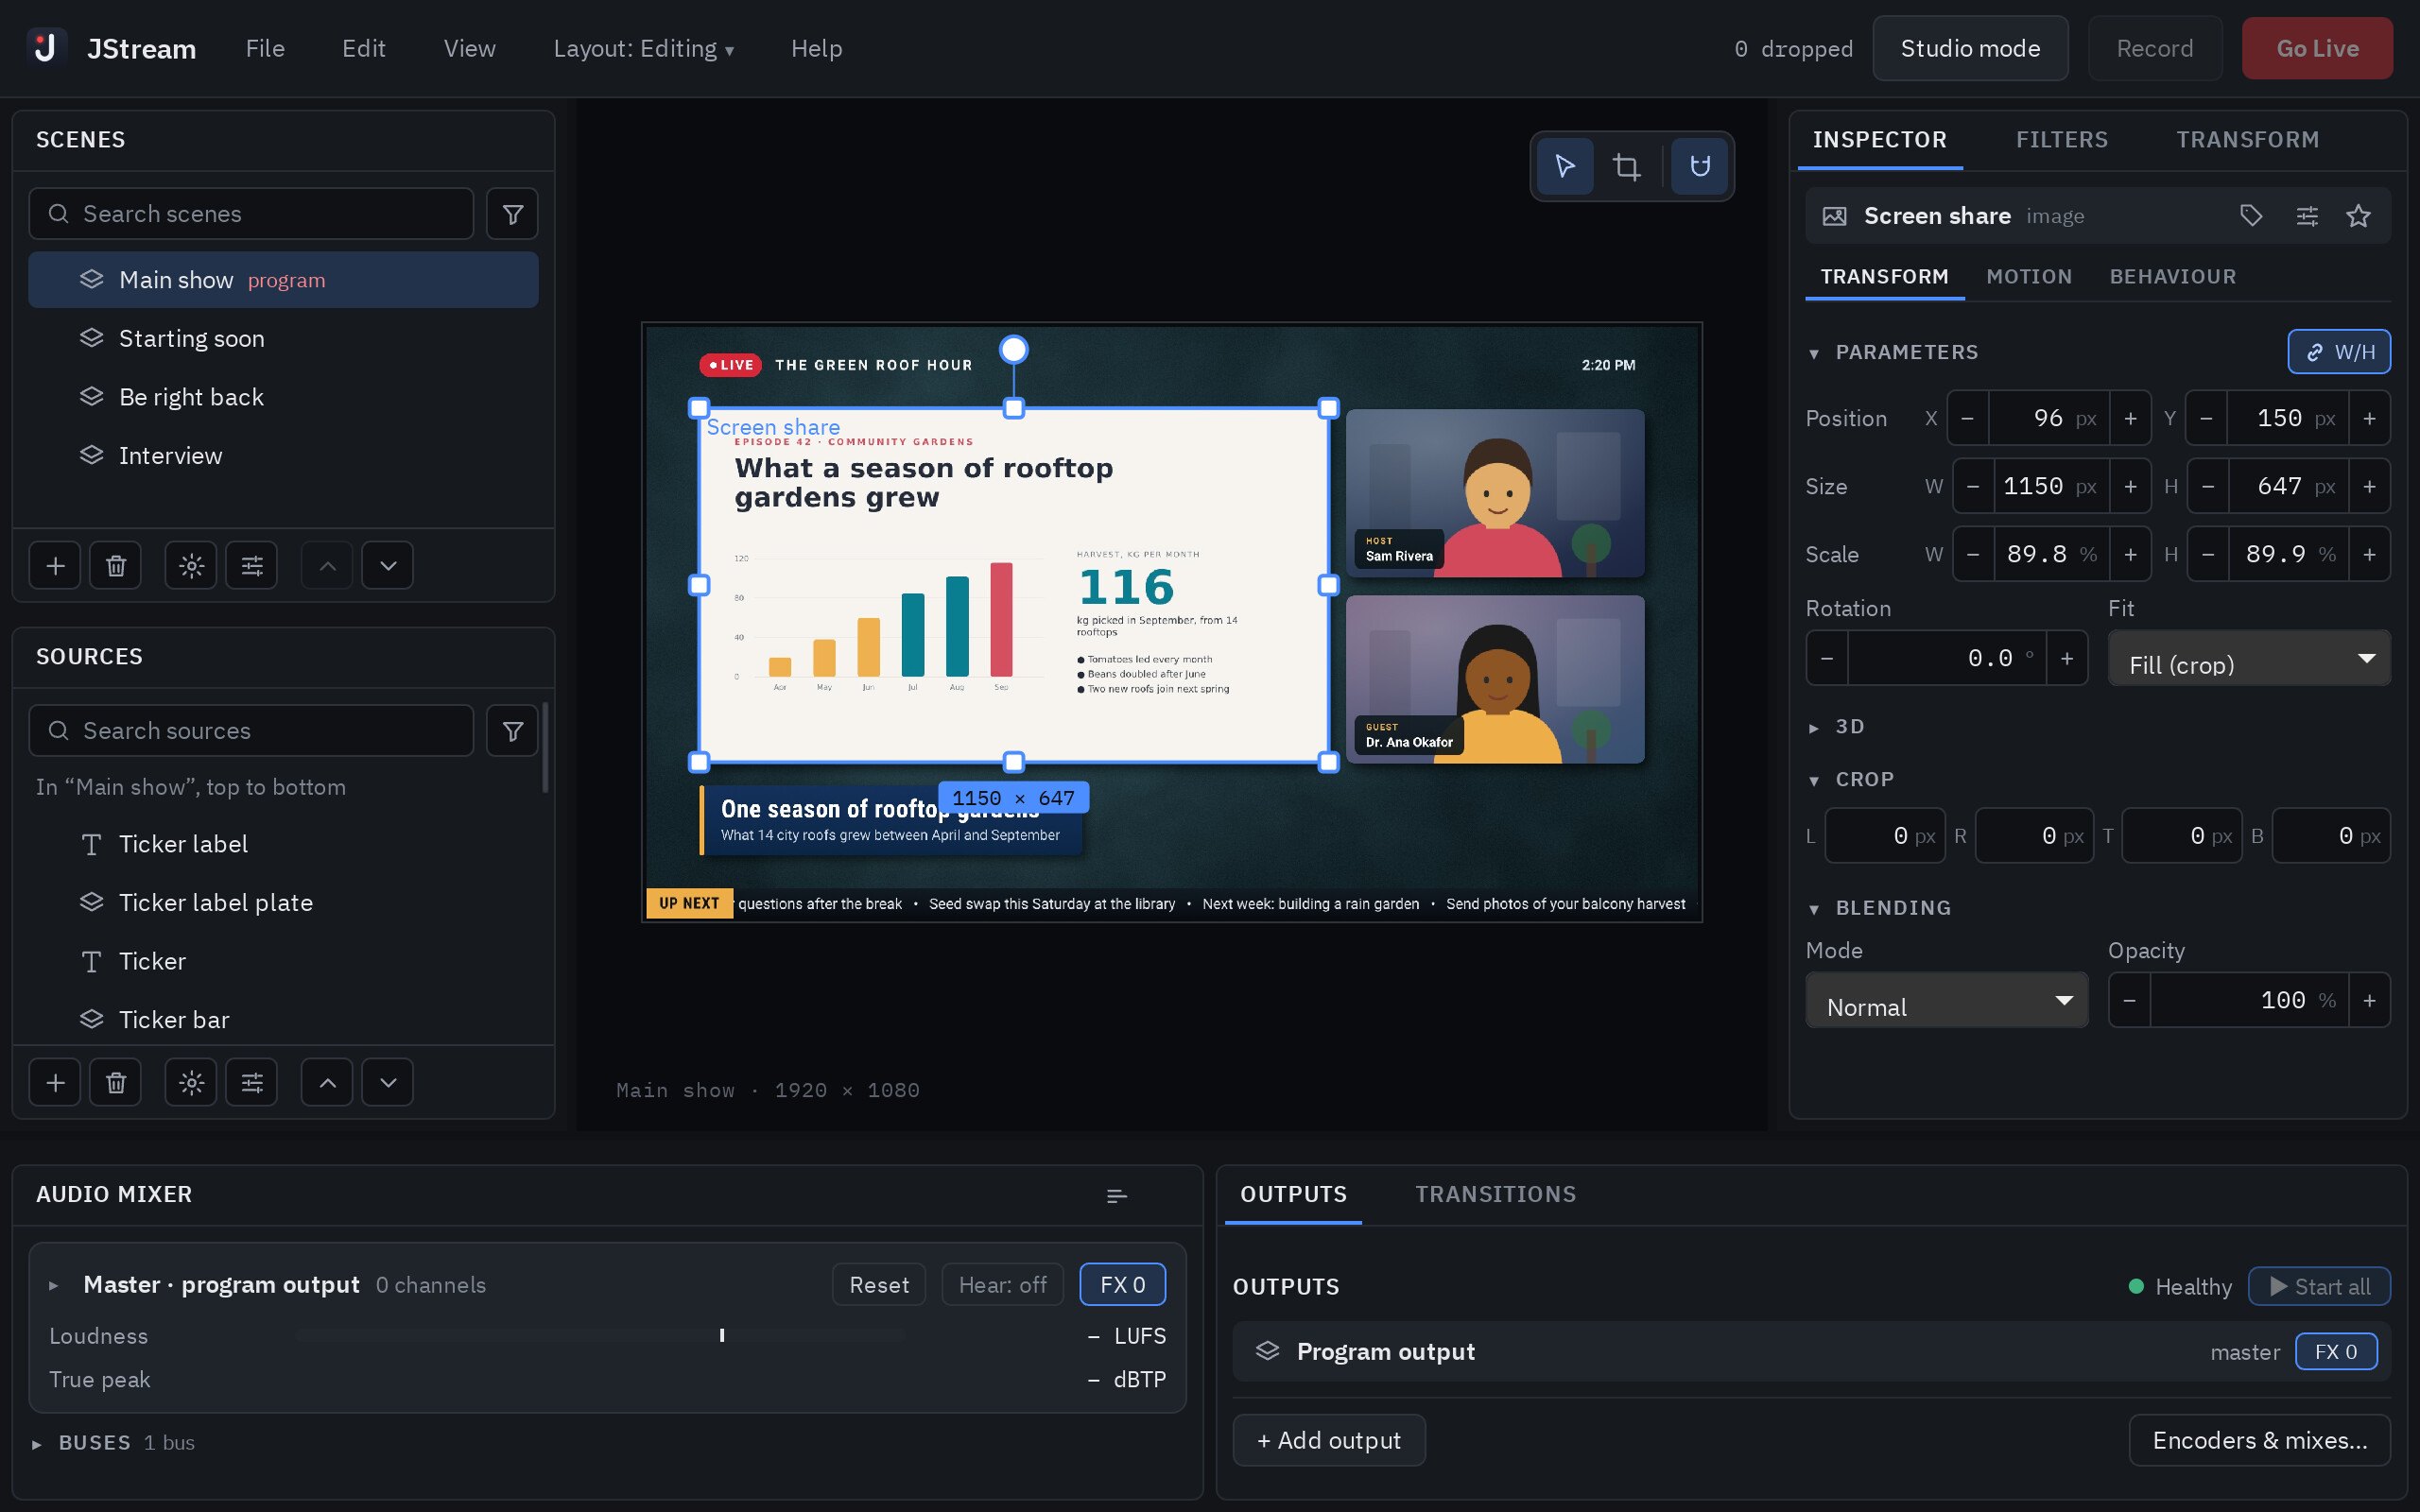 JStream File Edit View Layout: Editing ▾ Help 0 dropped Studio mode Record Go Live
SCENES
Search scenes
Main show program
Starting soon
Be right back
Interview
SOURCES
Search sources
In “Main show”, top to bottom
Ticker label
Ticker label plate
Ticker
Ticker bar
LIVE THE GREEN ROOF HOUR 2:20 PM
Screen share
EPISODE 42 · COMMUNITY GARDENS
What a season of rooftop
gardens grew
120
80
40
0
Apr May Jun Jul Aug Sep
HARVEST, KG PER MONTH
116
kg picked in September, from 14
rooftops
● Tomatoes led every month
● Beans doubled after June
● Two new roofs join next spring
HOST
Sam Rivera
GUEST
Dr. Ana Okafor
1150 × 647
One season of rooftop gardens
What 14 city roofs grew between April and September
UP NEXT questions after the break • Seed swap this Saturday at the library • Next week: building a rain garden • Send photos of your balcony harvest
Main show · 1920 × 1080
INSPECTOR FILTERS TRANSFORM
Screen share image
TRANSFORM MOTION BEHAVIOUR
▾ PARAMETERS W/H
Position X − 96 px + Y − 150 px +
Size W − 1150 px + H − 647 px +
Scale W − 89.8 % + H − 89.9 % +
Rotation Fit
− 0.0 ° + Fill (crop)
▸ 3D
▾ CROP
L 0 px R 0 px T 0 px B 0 px
▾ BLENDING
Mode Opacity
Normal − 100 % +
AUDIO MIXER
▸ Master · program output 0 channels Reset Hear: off FX 0
Loudness – LUFS
True peak – dBTP
▸ BUSES 1 bus
OUTPUTS TRANSITIONS
OUTPUTS Healthy ▶ Start all
Program output master FX 0
+ Add output Encoders & mixes…